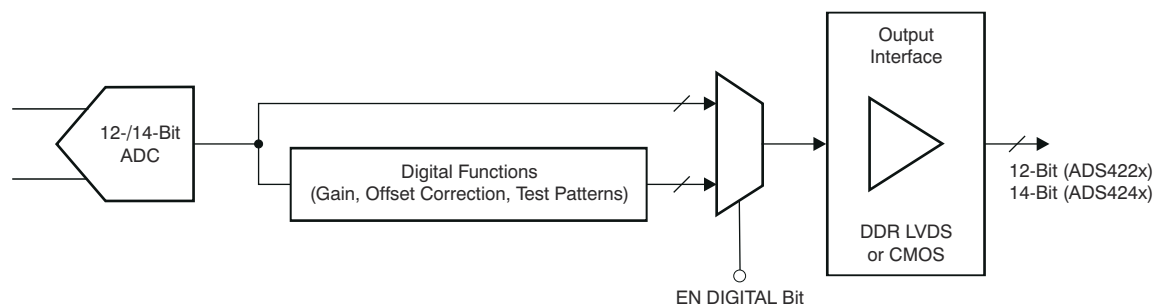 Output
Interface
12-/14-Bit
ADC
Digital Functions
(Gain, Offset Correction, Test Patterns)
12-Bit (ADS422x)
14-Bit (ADS424x)
DDR LVDS
or CMOS
EN DIGITAL Bit